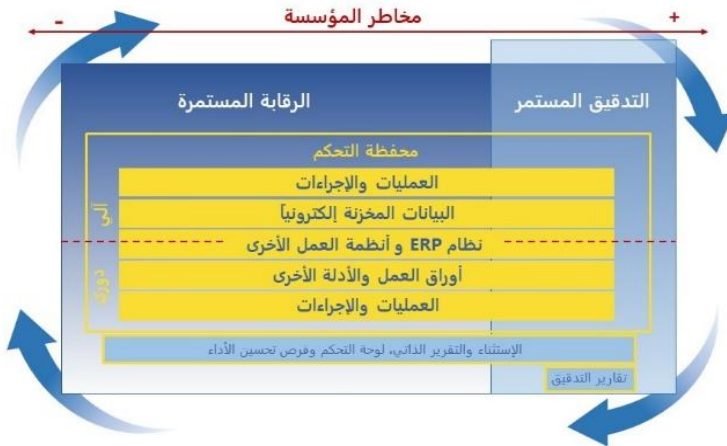 مخاطر المؤسسة
+
-
التدقيق المستمر
الرقابة المستمرة
محفظة التحكم
العمليات والإجراءات
البيانات المخزنة إلكترونياً
نظام ERP و أنظمة العمل الأخرى
أوراق العمل والأدلة الأخرى
العمليات والإجراءات
آلي
دوري
الإستثناء والتقرير الذاتي، لوحة التحكم وفرص تحسين الأداء
تقارير التدقيق